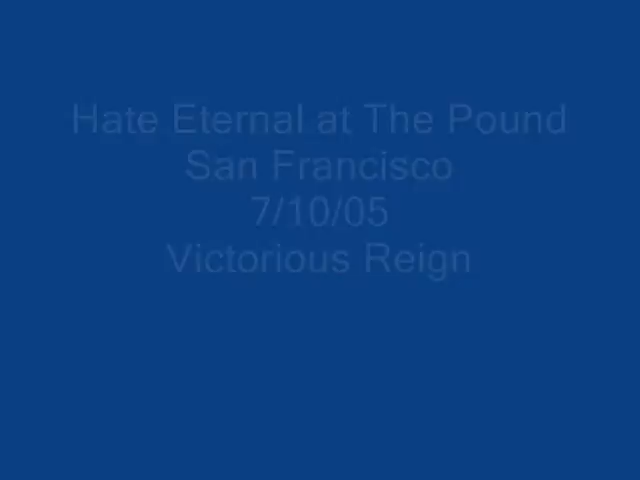 Hate Eternal at The Pound
San Francisco
7/10/05
Victorious Reign